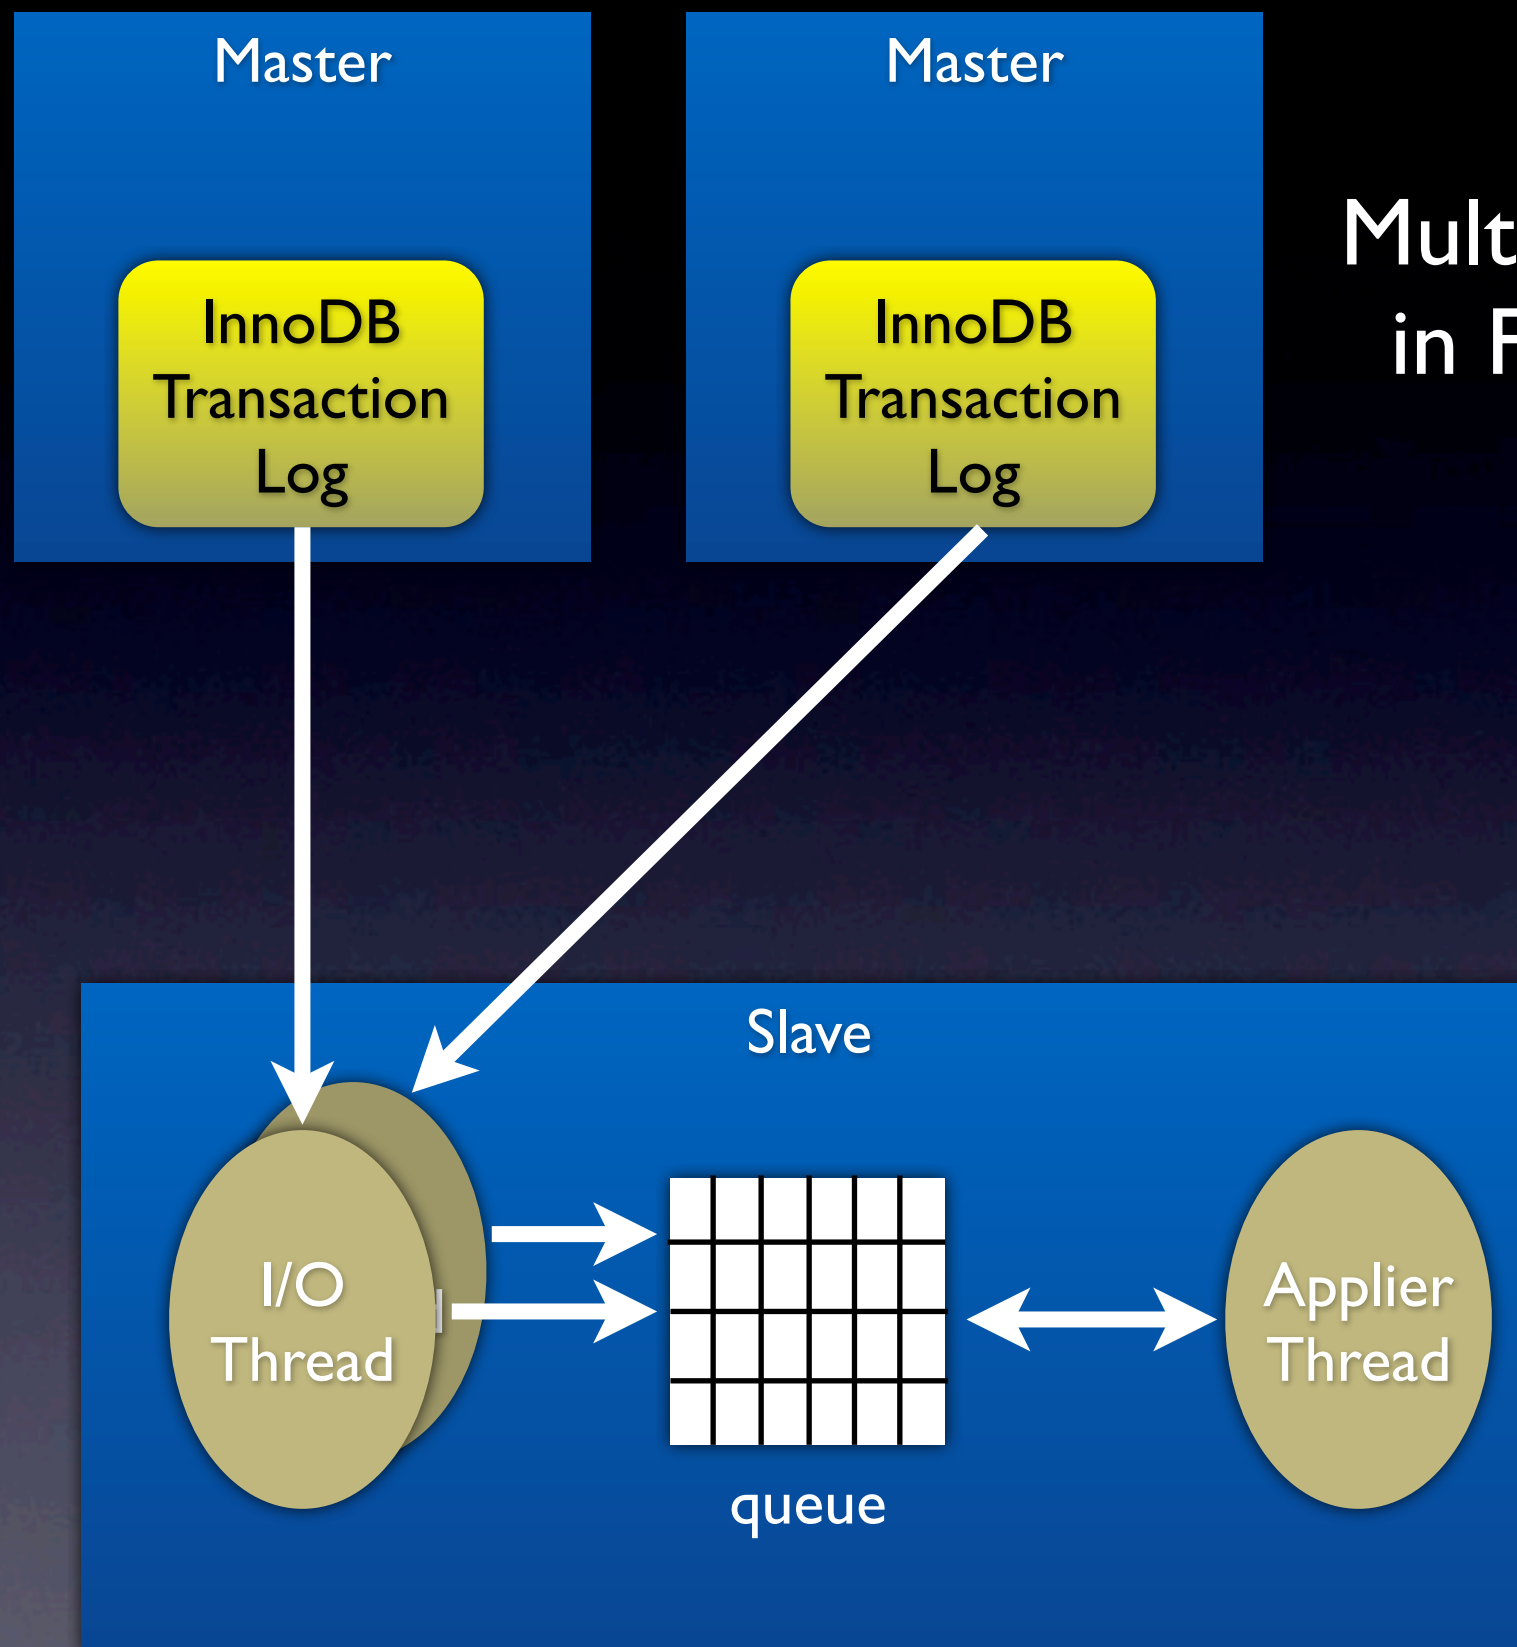 Master
InnoDB
Transaction
Log
Master
InnoDB
Transaction
Log
Mult
in F
Slave
I/O
Thread
queue
Applier
Thread